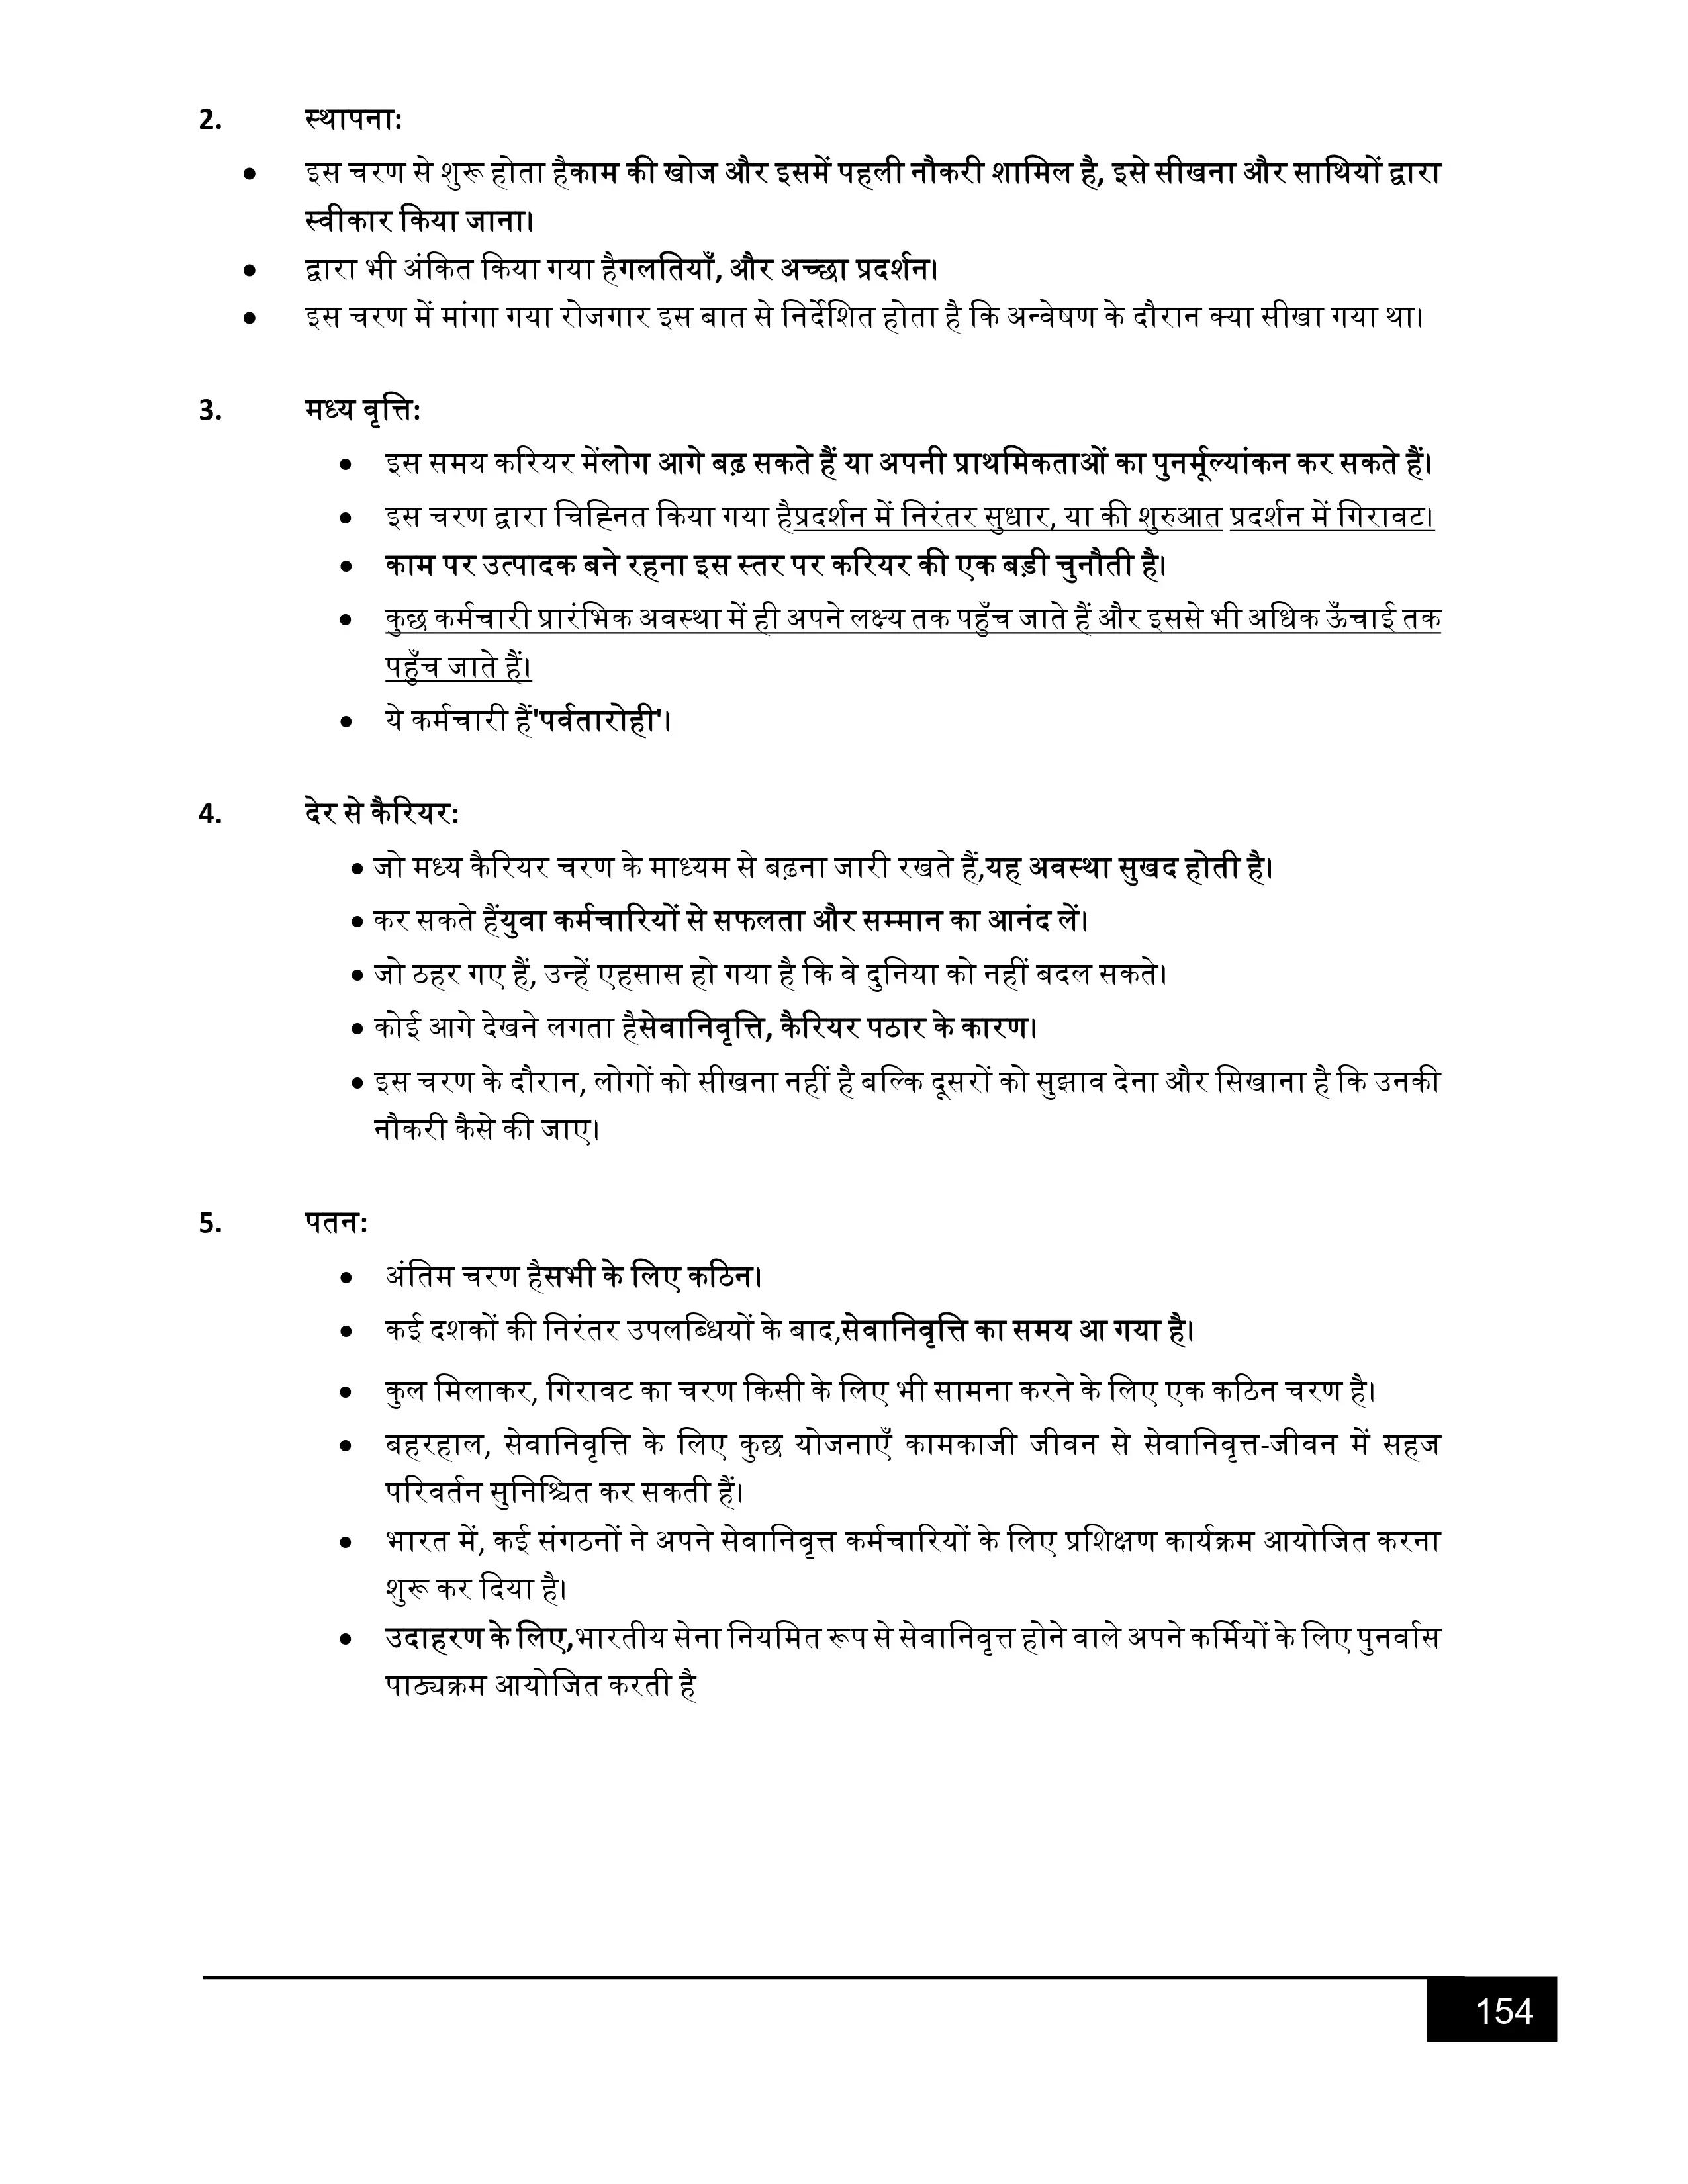 2. स्थापना:
• इस चरण से शुरू होता हैकाम की खोज और इसमें पहली नौकरी शामिल है, इसे सीखना और साथियों द्वारा
स्वीकार किया जाना।
• द्वारा भी अंकित किया गया हैगलतियाँ, और अच्छा प्रदर्शन।
• इस चरण में मांगा गया रोजगार इस बात से निर्देशित होता है कि अन्वेषण के दौरान क्या सीखा गया था।
3. मध्य वृत्ति:
• इस समय करियर मेंलोग आगे बढ़ सकते हैं या अपनी प्राथमिकताओं का पुनर्मूल्यांकन कर सकते हैं।
• इस चरण द्वारा चिह्नित किया गया हैप्रदर्शन में निरंतर सुधार, या की शुरुआत प्रदर्शन में गिरावट।
• काम पर उत्पादक बने रहना इस स्तर पर करियर की एक बड़ी चुनौती है।
• कुछ कर्मचारी प्रारंभिक अवस्था में ही अपने लक्ष्य तक पहुँच जाते हैं और इससे भी अधिक ऊँचाई तक
पहुँच जाते हैं।
• ये कर्मचारी हैं'पर्वतारोही'।
4. देर से कैरियर:
• जो मध्य कैरियर चरण के माध्यम से बढ़ना जारी रखते हैं,यह अवस्था सुखद होती है।
• कर सकते हैंयुवा कर्मचारियों से सफलता और सम्मान का आनंद लें।
• जो ठहर गए हैं, उन्हें एहसास हो गया है कि वे दुनिया को नहीं बदल सकते।
• कोई आगे देखने लगता हैसेवानिवृत्ति, कैरियर पठार के कारण।
• इस चरण के दौरान, लोगों को सीखना नहीं है बल्कि दूसरों को सुझाव देना और सिखाना है कि उनकी
नौकरी कैसे की जाए।
5. पतन:
• अंतिम चरण हैसभी के लिए कठिन।
• कई दशकों की निरंतर उपलब्धियों के बाद,सेवानिवृत्ति का समय आ गया है।
• कुल मिलाकर, गिरावट का चरण किसी के लिए भी सामना करने के लिए एक कठिन चरण है।
• बहरहाल, सेवानिवृत्ति के लिए कुछ योजनाएँ कामकाजी जीवन से सेवानिवृत्त-जीवन में सहज
परिवर्तन सुनिश्चित कर सकती हैं।
• भारत में, कई संगठनों ने अपने सेवानिवृत्त कर्मचारियों के लिए प्रशिक्षण कार्यक्रम आयोजित करना
शुरू कर दिया है।
• उदाहरण के लिए,भारतीय सेना नियमित रूप से सेवानिवृत्त होने वाले अपने कर्मियों के लिए पुनर्वास
पाठ्यक्रम आयोजित करती है
154